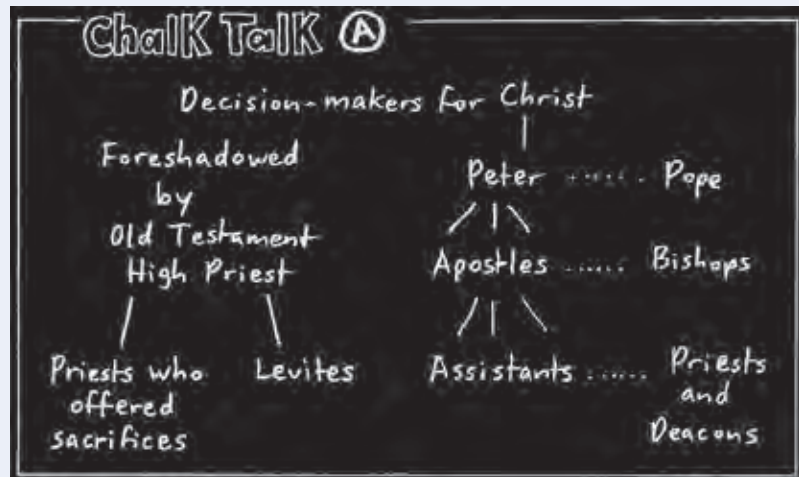 Chalk Talk A
Decision-makers for Christ
Foreshadowed
by
Old Testament
High Priest
Priests who
offered
sacrifices
Levites
Peter ...... Pope
Apostles ...... Bishops
Assistants ...... Priests
and
Deacons